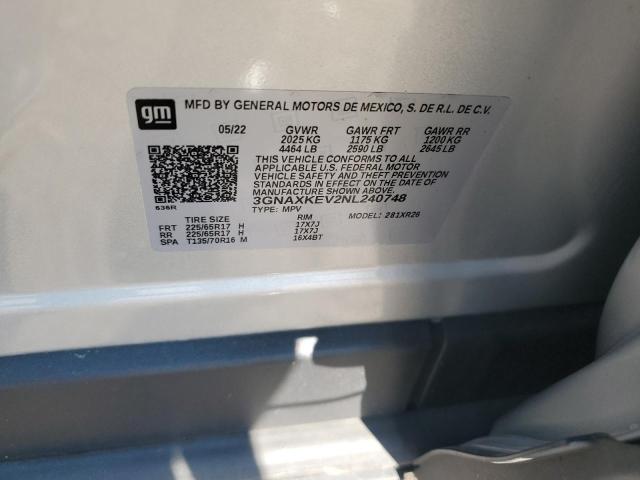 gm
MFD BY GENERAL MOTORS DE MEXICO, S. DE R.L. DE C.V.
05/22 GVWR GAWR FRT GAWR RR
2025 KG 1175 KG 1200 KG
4464 LB 2590 LB 2645 LB
THIS VEHICLE CONFORMS TO ALL
APPLICABLE U.S. FEDERAL MOTOR
VEHICLE SAFETY AND THEFT PREVENTION
STANDARDS IN EFFECT ON THE DATE OF
MANUFACTURE SHOWN ABOVE.
3GNAXKEV2NL240748
636R TYPE: MPV MODEL: 281XR26
TIRE SIZE RIM
FRT 225/65R17 H 17X7J
RR 225/65R17 H 17X7J
SPA T135/70R16 M 16X4BT